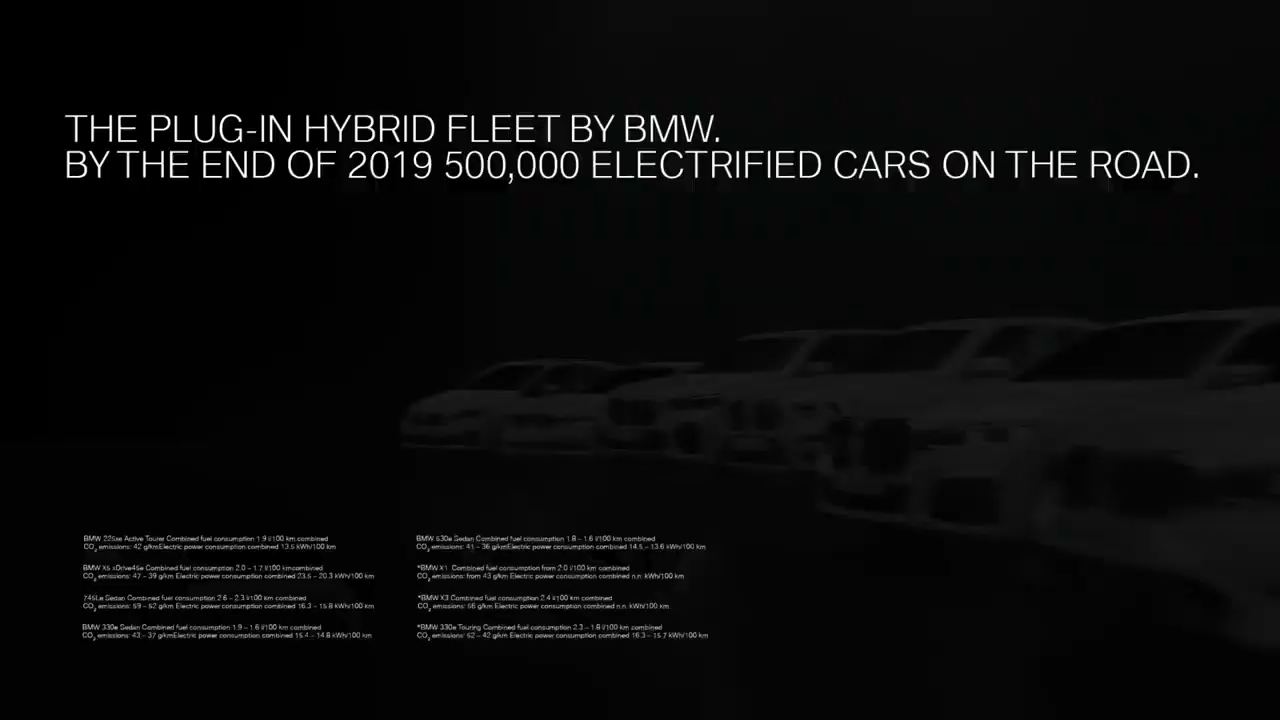 THE PLUG-IN HYBRID FLEET BY BMW.
BY THE END OF 2019 500,000 ELECTRIFIED CARS ON THE ROAD.
BMW 225xe Active Tourer Combined fuel consumption 1.9 l/100 km combined
CO2 emissions: 42 g/kmElectric power consumption combined 13.5 kWh/100 km
BMW X5 xDrive45e Combined fuel consumption 2.0 – 1.7 l/100 kmcombined
CO2 emissions: 47 – 39 g/km Electric power consumption combined 23.5 – 20.3 kWh/100 km
745Le Sedan Combined fuel consumption 2.6 – 2.3 l/100 km combined
CO2 emissions: 59 – 52 g/km Electric power consumption combined 16.3 – 15.8 kWh/100 km
BMW 330e Sedan Combined fuel consumption 1.9 – 1.6 l/100 km combined
CO2 emissions: 43 – 37 g/kmElectric power consumption combined 15.4 – 14.8 kWh/100 km
BMW 530e Sedan Combined fuel consumption 1.8 – 1.6 l/100 km combined
CO2 emissions: 41 – 36 g/kmElectric power consumption combined 14.5 – 13.6 kWh/100 km
*BMW X1 Combined fuel consumption from 2.0 l/100 km combined
CO2 emissions: from 43 g/km Electric power consumption combined n.n. kWh/100 km
*BMW X3 Combined fuel consumption 2.4 l/100 km combined
CO2 emissions: 56 g/km Electric power consumption combined n.n. kWh/100 km
*BMW 330e Touring Combined fuel consumption 2.3 – 1.8 l/100 km combined
CO2 emissions: 52 – 42 g/km Electric power consumption combined 16.3 – 15.7 kWh/100 km